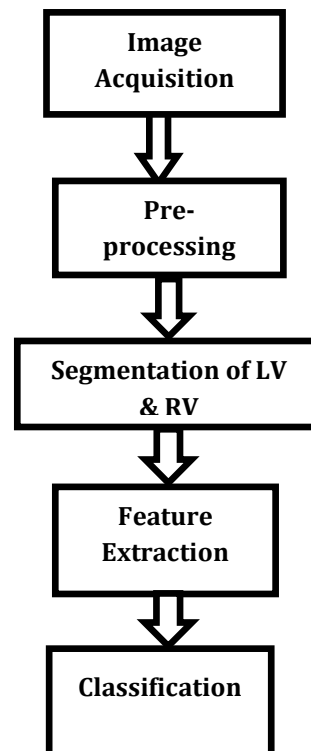 Image
Acquisition
Pre-
processing
Segmentation of LV
& RV
Feature
Extraction
Classification